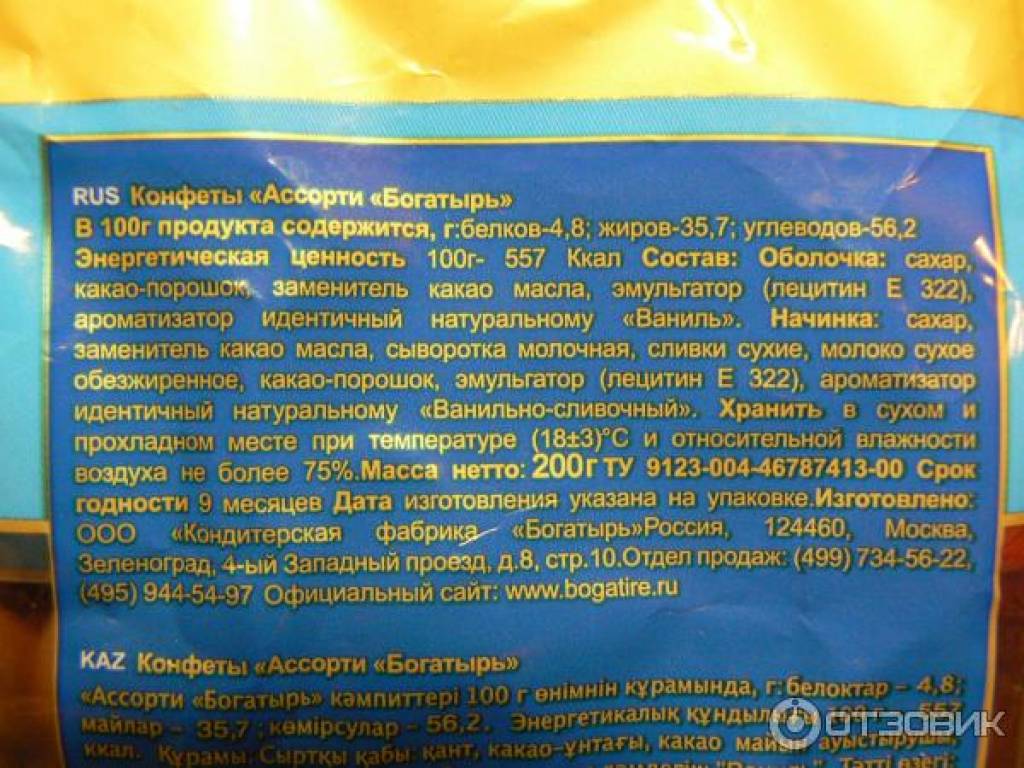 RUS Конфеты «Ассорти «Богатырь»
В 100г продукта содержится, г:белков-4,8; жиров-35,7; углеводов-56,2
Энергетическая ценность 100г- 557 Ккал Состав: Оболочка: сахар,
какао-порошок, заменитель какао масла, эмульгатор (лецитин Е 322),
ароматизатор идентичный натуральному «Ваниль». Начинка: сахар,
заменитель какао масла, сыворотка молочная, сливки сухие, молоко сухое
обезжиренное, какао-порошок, эмульгатор (лецитин Е 322), ароматизатор
идентичный натуральному «Ванильно-сливочный». Хранить в сухом и
прохладном месте при температуре (18±3)°С и относительной влажности
воздуха не более 75%.Масса нетто: 200г ТУ 9123-004-46787413-00 Срок
годности 9 месяцев Дата изготовления указана на упаковке.Изготовлено:
ООО «Кондитерская фабрика «Богатырь»Россия, 124460, Москва,
Зеленоград, 4-ый Западный проезд, д.8, стр.10.Отдел продаж: (499) 734-56-22,
(495) 944-54-97 Официальный сайт: www.bogatire.ru
KAZ Конфеты «Ассорти «Богатырь»
«Ассорти «Богатырь» кәмпиттері 100 г өнімнің құрамында, г: белоктар – 4,8;
майлар – 35,7 ; көмірсулар – 56,2. Энергетикалық құндылығы 100 г – 557
ккал. Құрамы: Сыртқы қабы: қант, какао-ұнтағы, какао майын ауыстырушы,
Тәтті өзегі:
ОТЗОВИК